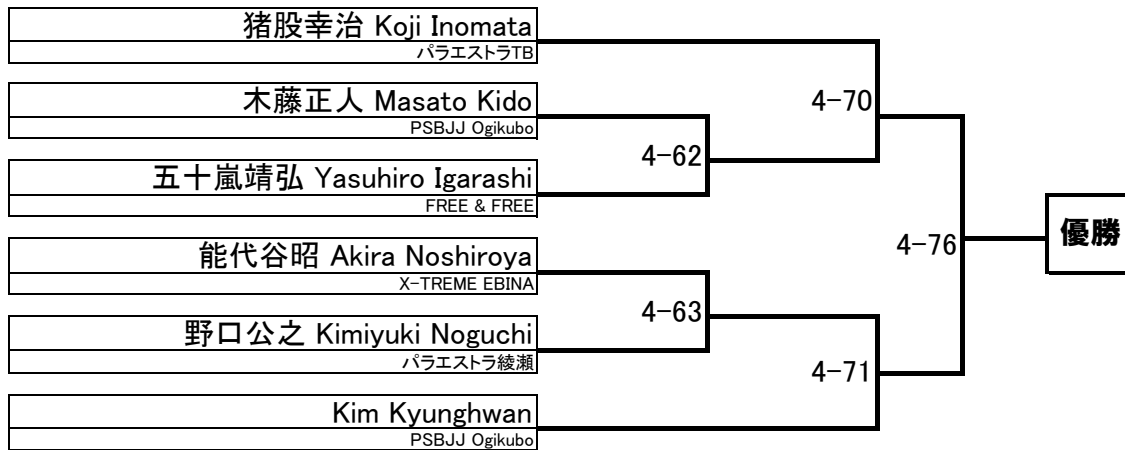 猪股幸治 Koji Inomata
パラエストラTB
木藤正人 Masato Kido
PSBJJ Ogikubo
五十嵐靖弘 Yasuhiro Igarashi
FREE & FREE
能代谷昭 Akira Noshiroya
X-TREME EBINA
野口公之 Kimiyuki Noguchi
パラエストラ綾瀬
Kim Kyunghwan
PSBJJ Ogikubo
4-62
4-63
4-70
4-71
4-76
優勝